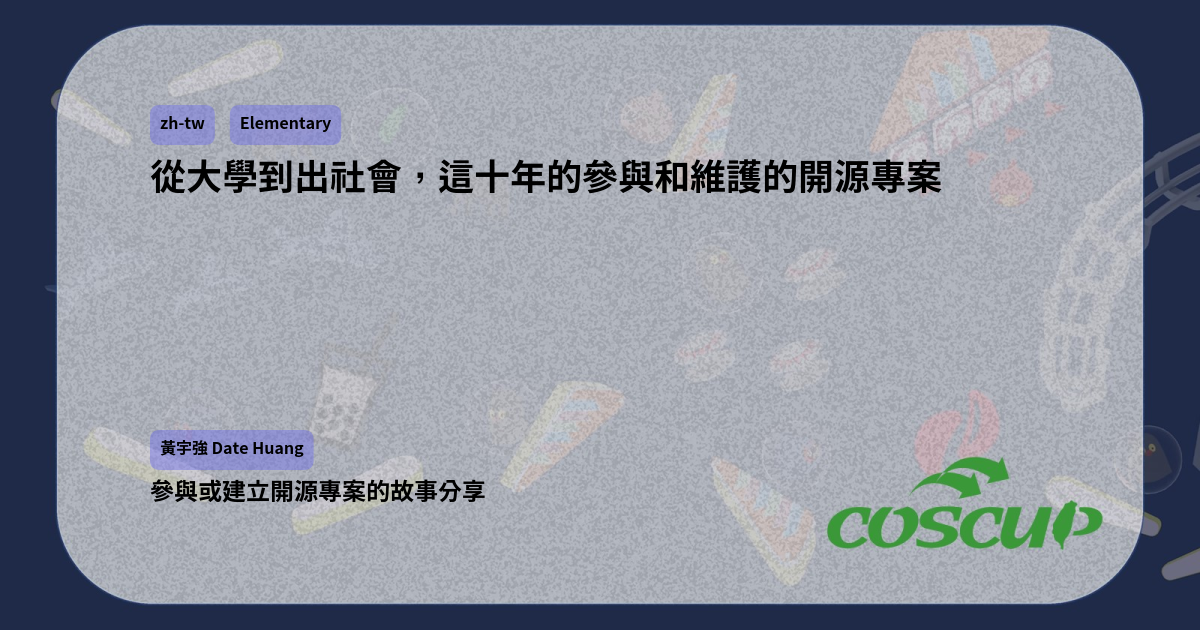 zh-tw Elementary
從大學到出社會，這十年的參與和維護的開源專案
黃宇強 Date Huang
參與或建立開源專案的故事分享
COSCUP